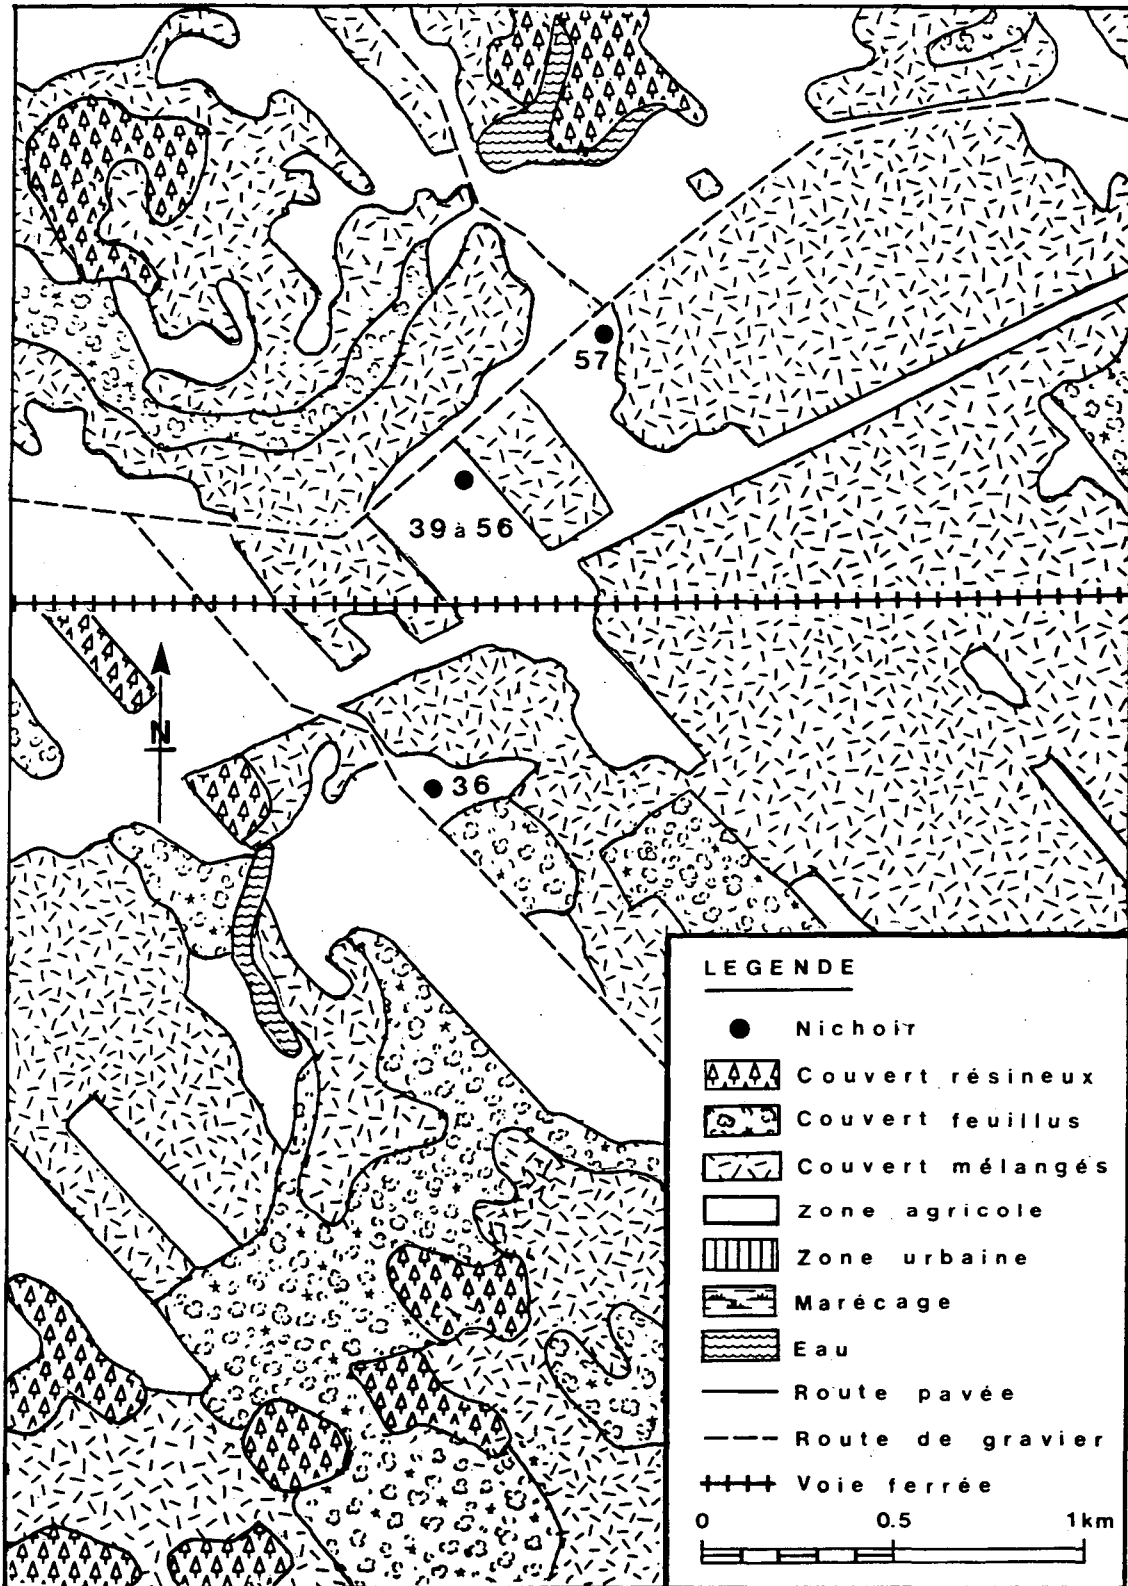 57
39 à 56
N
36
LEGENDE
Nichoir
Couvert résineux
Couvert feuillus
Couvert mélangés
Zone agricole
Zone urbaine
Marécage
Eau
Route pavée
Route de gravier
Voie ferrée
0 0.5 1km